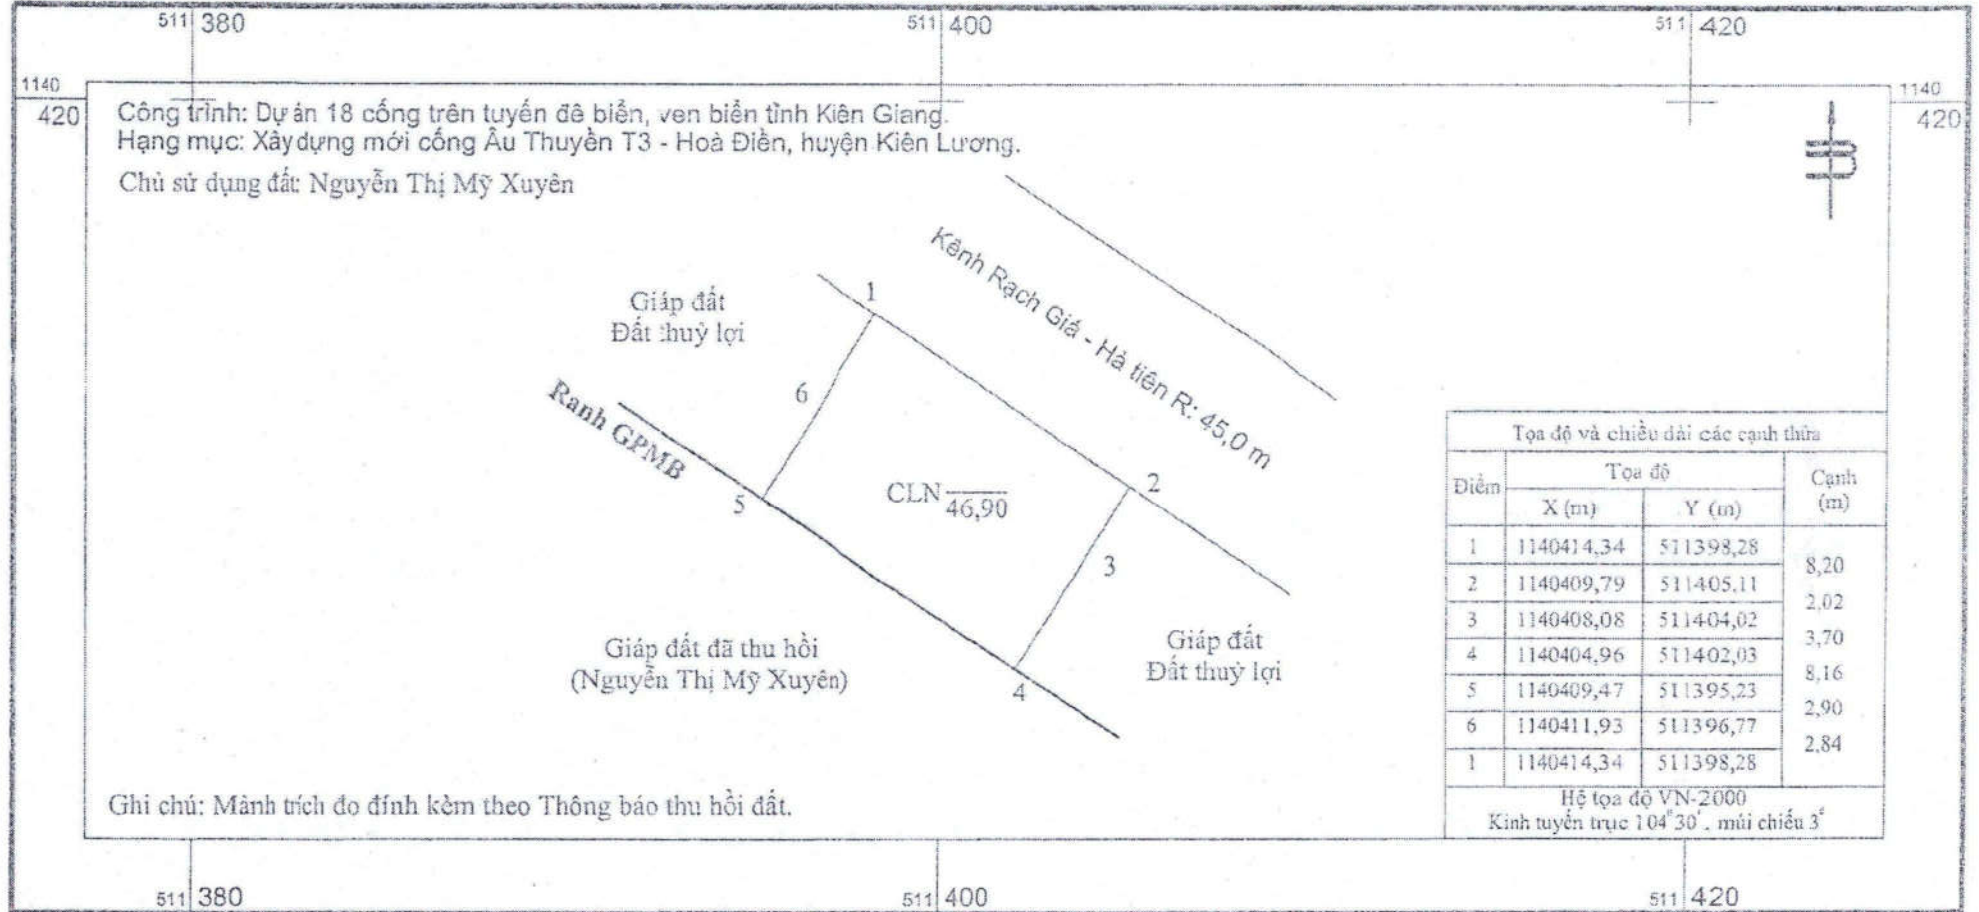 511 380
511 400
511 420
1140
420
1140
420
Công trình: Dự án 18 cống trên tuyến đê biển, ven biển tỉnh Kiên Giang.
Hạng mục: Xây dựng mới cống Âu Thuyền T3 - Hoà Điền, huyện Kiên Lương.
Chủ sử dụng đất: Nguyễn Thị Mỹ Xuyên
Kênh Rạch Giá - Hà tiên R: 45,0 m
Giáp đất
Đất thuỷ lợi
1
6
Ranh GPMB
5
CLN 46,90
2
3
4
Giáp đất đã thu hồi
(Nguyễn Thị Mỹ Xuyên)
Giáp đất
Đất thuỷ lợi
Tọa độ và chiều dài các cạnh thửa
Điểm Tọa độ Cạnh (m)
X (m) Y (m)
1 1140414,34 511398,28
8,20
2 1140409,79 511405,11
2,02
3 1140408,08 511404,02
3,70
4 1140404,96 511402,03
8,16
5 1140409,47 511395,23
2,90
6 1140411,93 511396,77
2,84
1 1140414,34 511398,28
Hệ tọa độ VN-2000
Kinh tuyến trục 104°30', múi chiếu 3°
Ghi chú: Mảnh trích đo đính kèm theo Thông báo thu hồi đất.
511 380
511 400
511 420